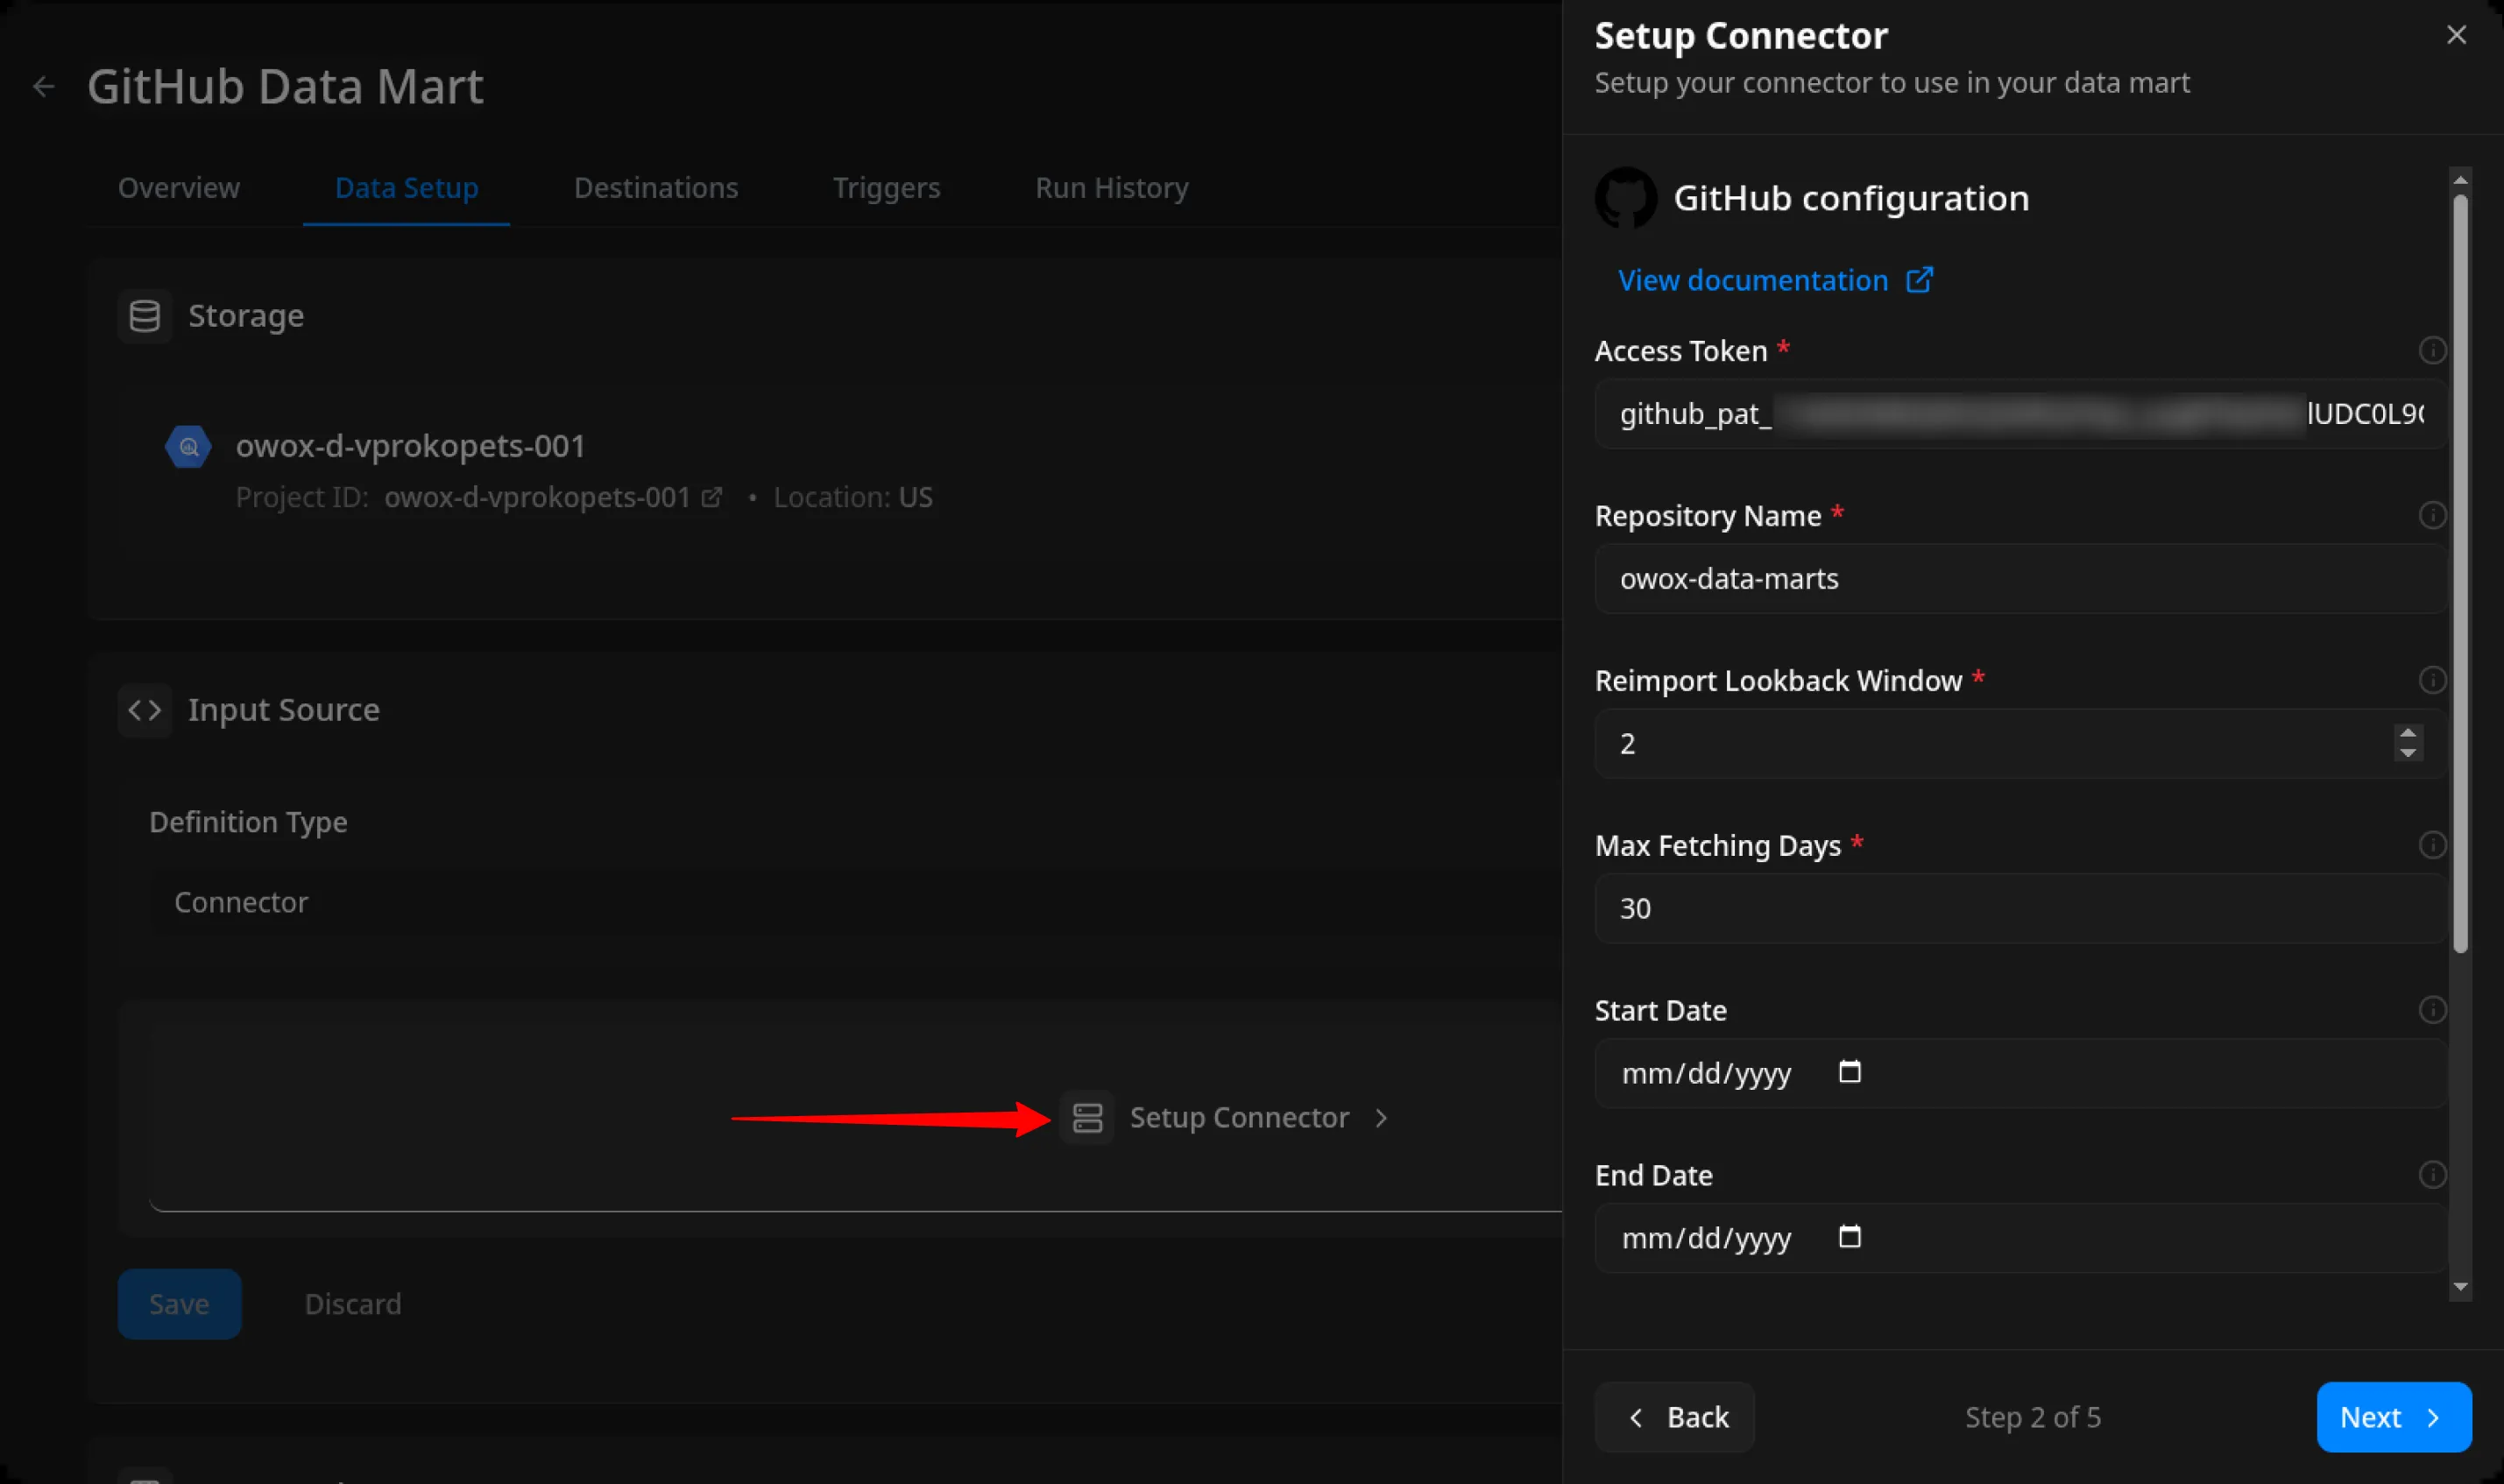 GitHub Data Mart
Overview
Data Setup
Destinations
Triggers
Run History
Storage
owox-d-vprokopets-001
Project ID: owox-d-vprokopets-001 • Location: US
Input Source
Definition Type
Connector
Setup Connector
Save
Discard
Setup Connector
Setup your connector to use in your data mart
GitHub configuration
View documentation
Access Token *
github_pat_
Repository Name *
owox-data-marts
Reimport Lookback Window *
2
Max Fetching Days *
30
Start Date
mm/dd/yyyy
End Date
mm/dd/yyyy
Back
Step 2 of 5
Next